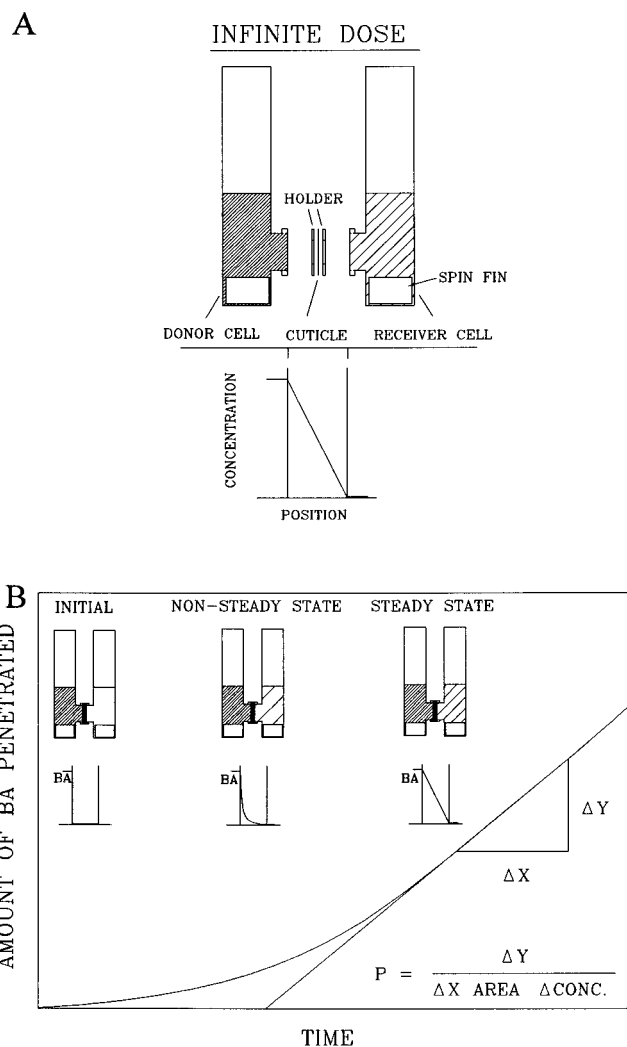 A
INFINITE DOSE
HOLDER
SPIN FIN
DONOR CELL CUTICLE RECEIVER CELL
CONCENTRATION
POSITION
B
INITIAL NON-STEADY STATE STEADY STATE
AMOUNT OF BA PENETRATED
BA BA BA
ΔY
ΔX
P = ΔY
ΔX AREA ΔCONC.
TIME